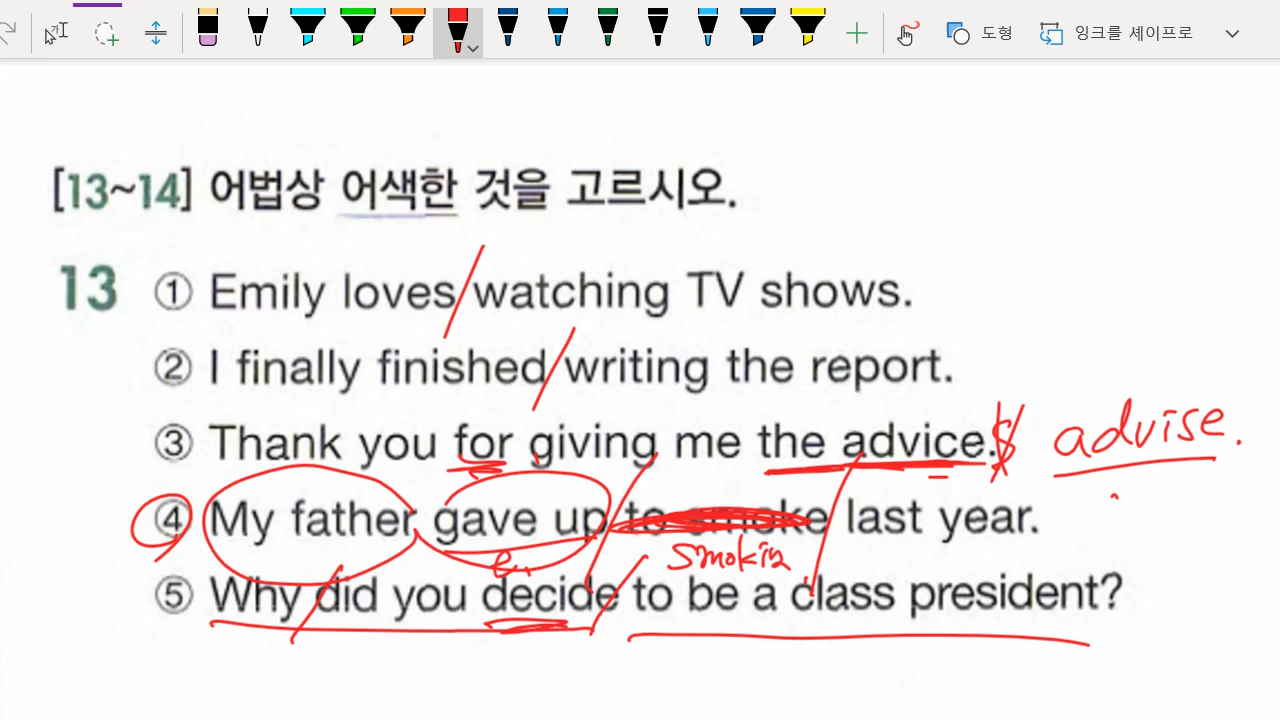 도형 잉크를 셰이프로
[13~14] 어법상 어색한 것을 고르시오.
13 ① Emily loves watching TV shows.
② I finally finished writing the report.
③ Thank you for giving me the advice. advise.
④ My father gave up to smoke last year.
⑤ Why did you decide to be a class president?